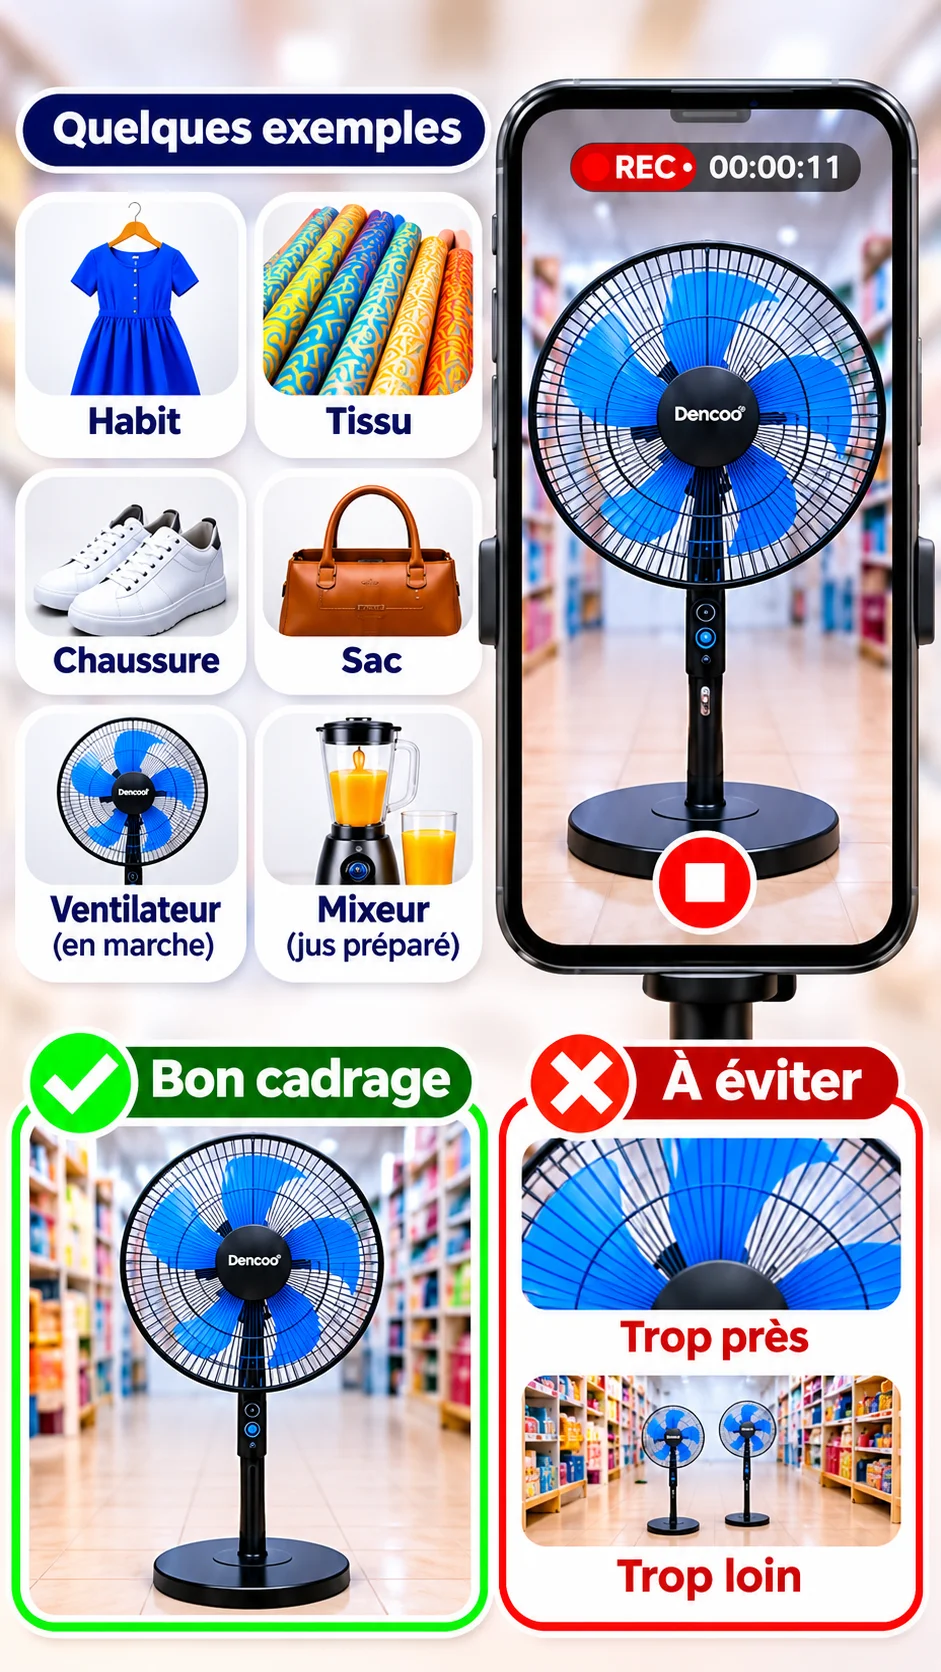 Quelques exemples
Habit
Tissu
Chaussure
Sac
Dencoo
Ventilateur
(en marche)
Mixeur
(jus préparé)
REC • 00:00:11
Dencoo®
Bon cadrage
Dencoo
À éviter
Trop près
Trop loin